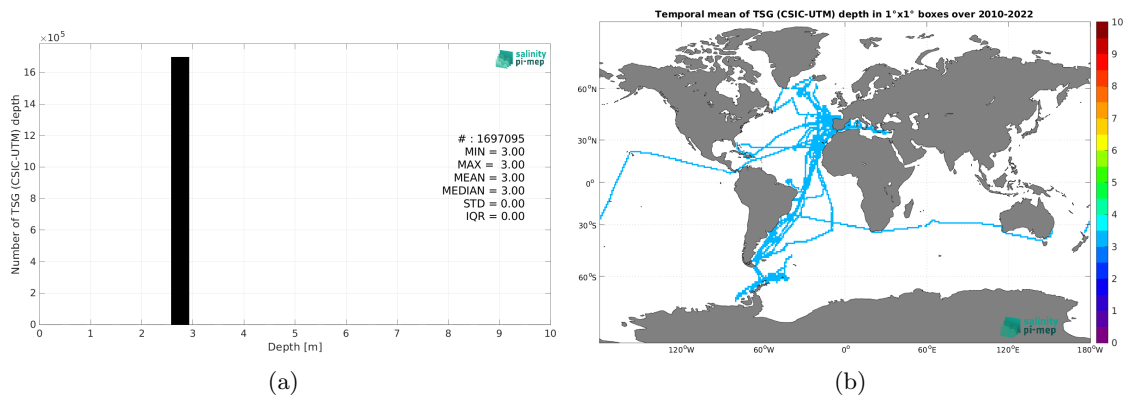 ×10⁵
16
14
12
10
8
6
4
2
0
Number of TSG (CSIC-UTM) depth
salinity
pi-mep
# : 1697095
MIN = 3.00
MAX = 3.00
MEAN = 3.00
MEDIAN = 3.00
STD = 0.00
IQR = 0.00
0 1 2 3 4 5 6 7 8 9 10
Depth [m]
(a)
Temporal mean of TSG (CSIC-UTM) depth in 1°x1° boxes over 2010-2022
60°N
30°N
0°
30°S
60°S
120°W 60°W 0° 60°E 120°E 180°W
salinity
pi-mep
10
9
8
7
6
5
4
3
2
1
0
(b)